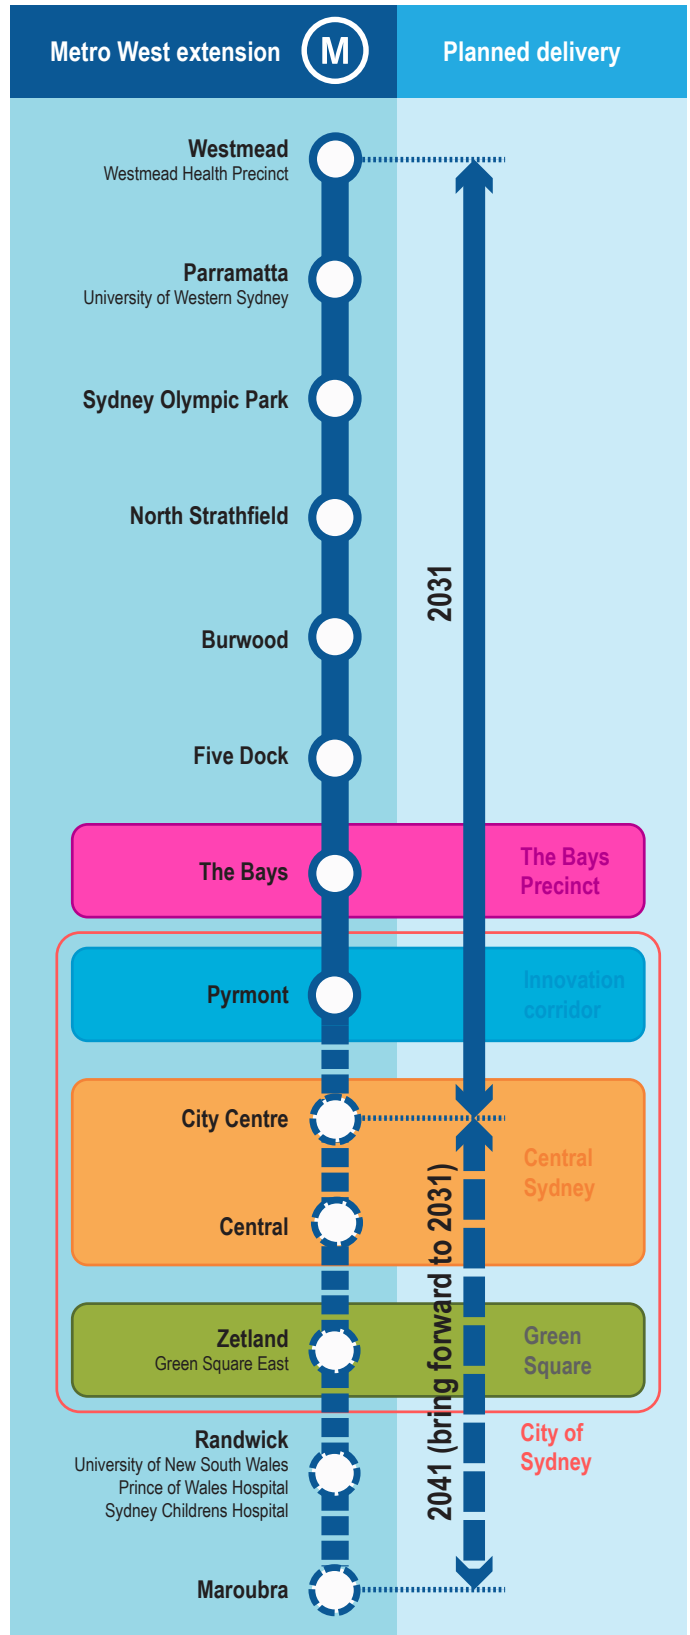 Metro West extension
M
Planned delivery
Westmead
Westmead Health Precinct
Parramatta
University of Western Sydney
Sydney Olympic Park
North Strathfield
2031
Burwood
Five Dock
The Bays
The Bays
Precinct
Pyrmont
Innovation
corridor
City Centre
Central
Sydney
Central
2041 (bring forward to 2031)
Zetland
Green Square East
Green
Square
City of
Sydney
Randwick
University of New South Wales
Prince of Wales Hospital
Sydney Childrens Hospital
Maroubra